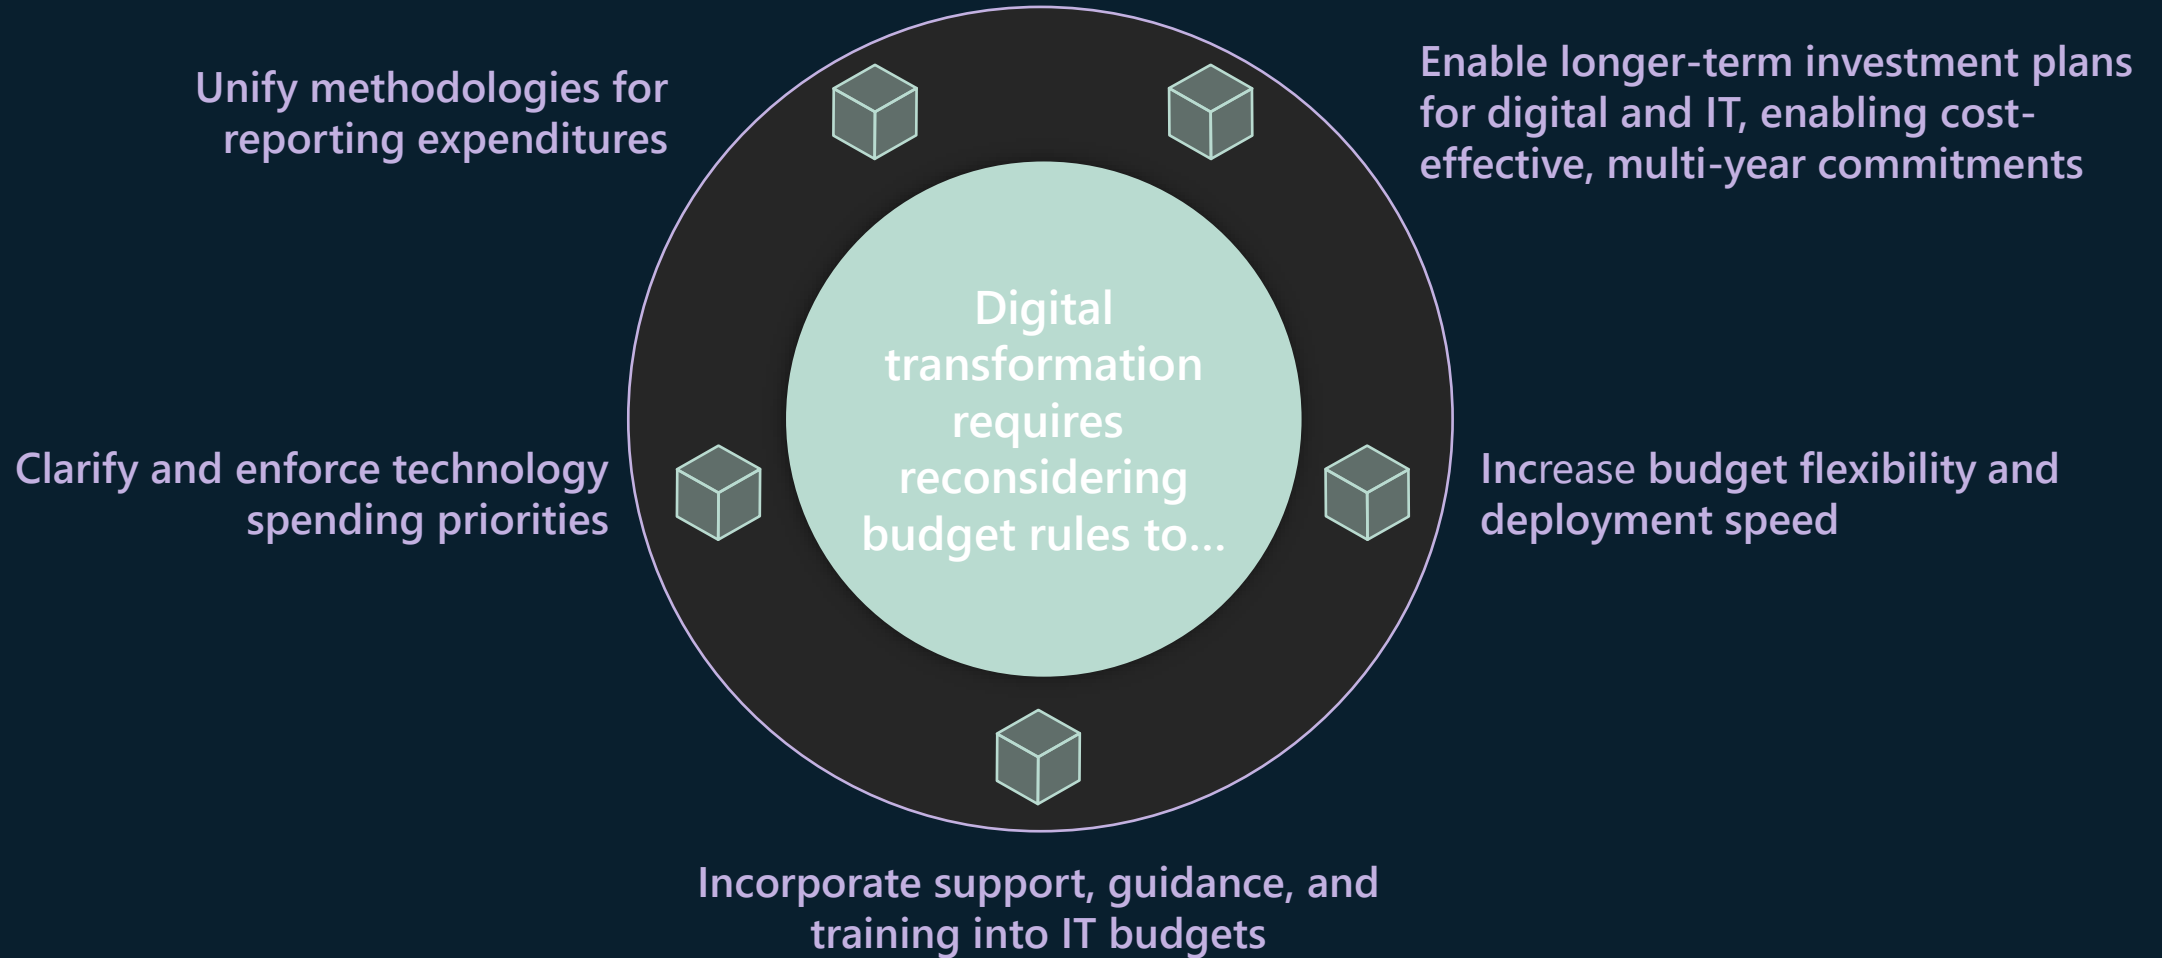 Unify methodologies for
reporting expenditures
Enable longer-term investment plans
for digital and IT, enabling cost-
effective, multi-year commitments
Digital
transformation
requires
reconsidering
budget rules to...
Clarify and enforce technology
spending priorities
Increase budget flexibility and
deployment speed
Incorporate support, guidance, and
training into IT budgets